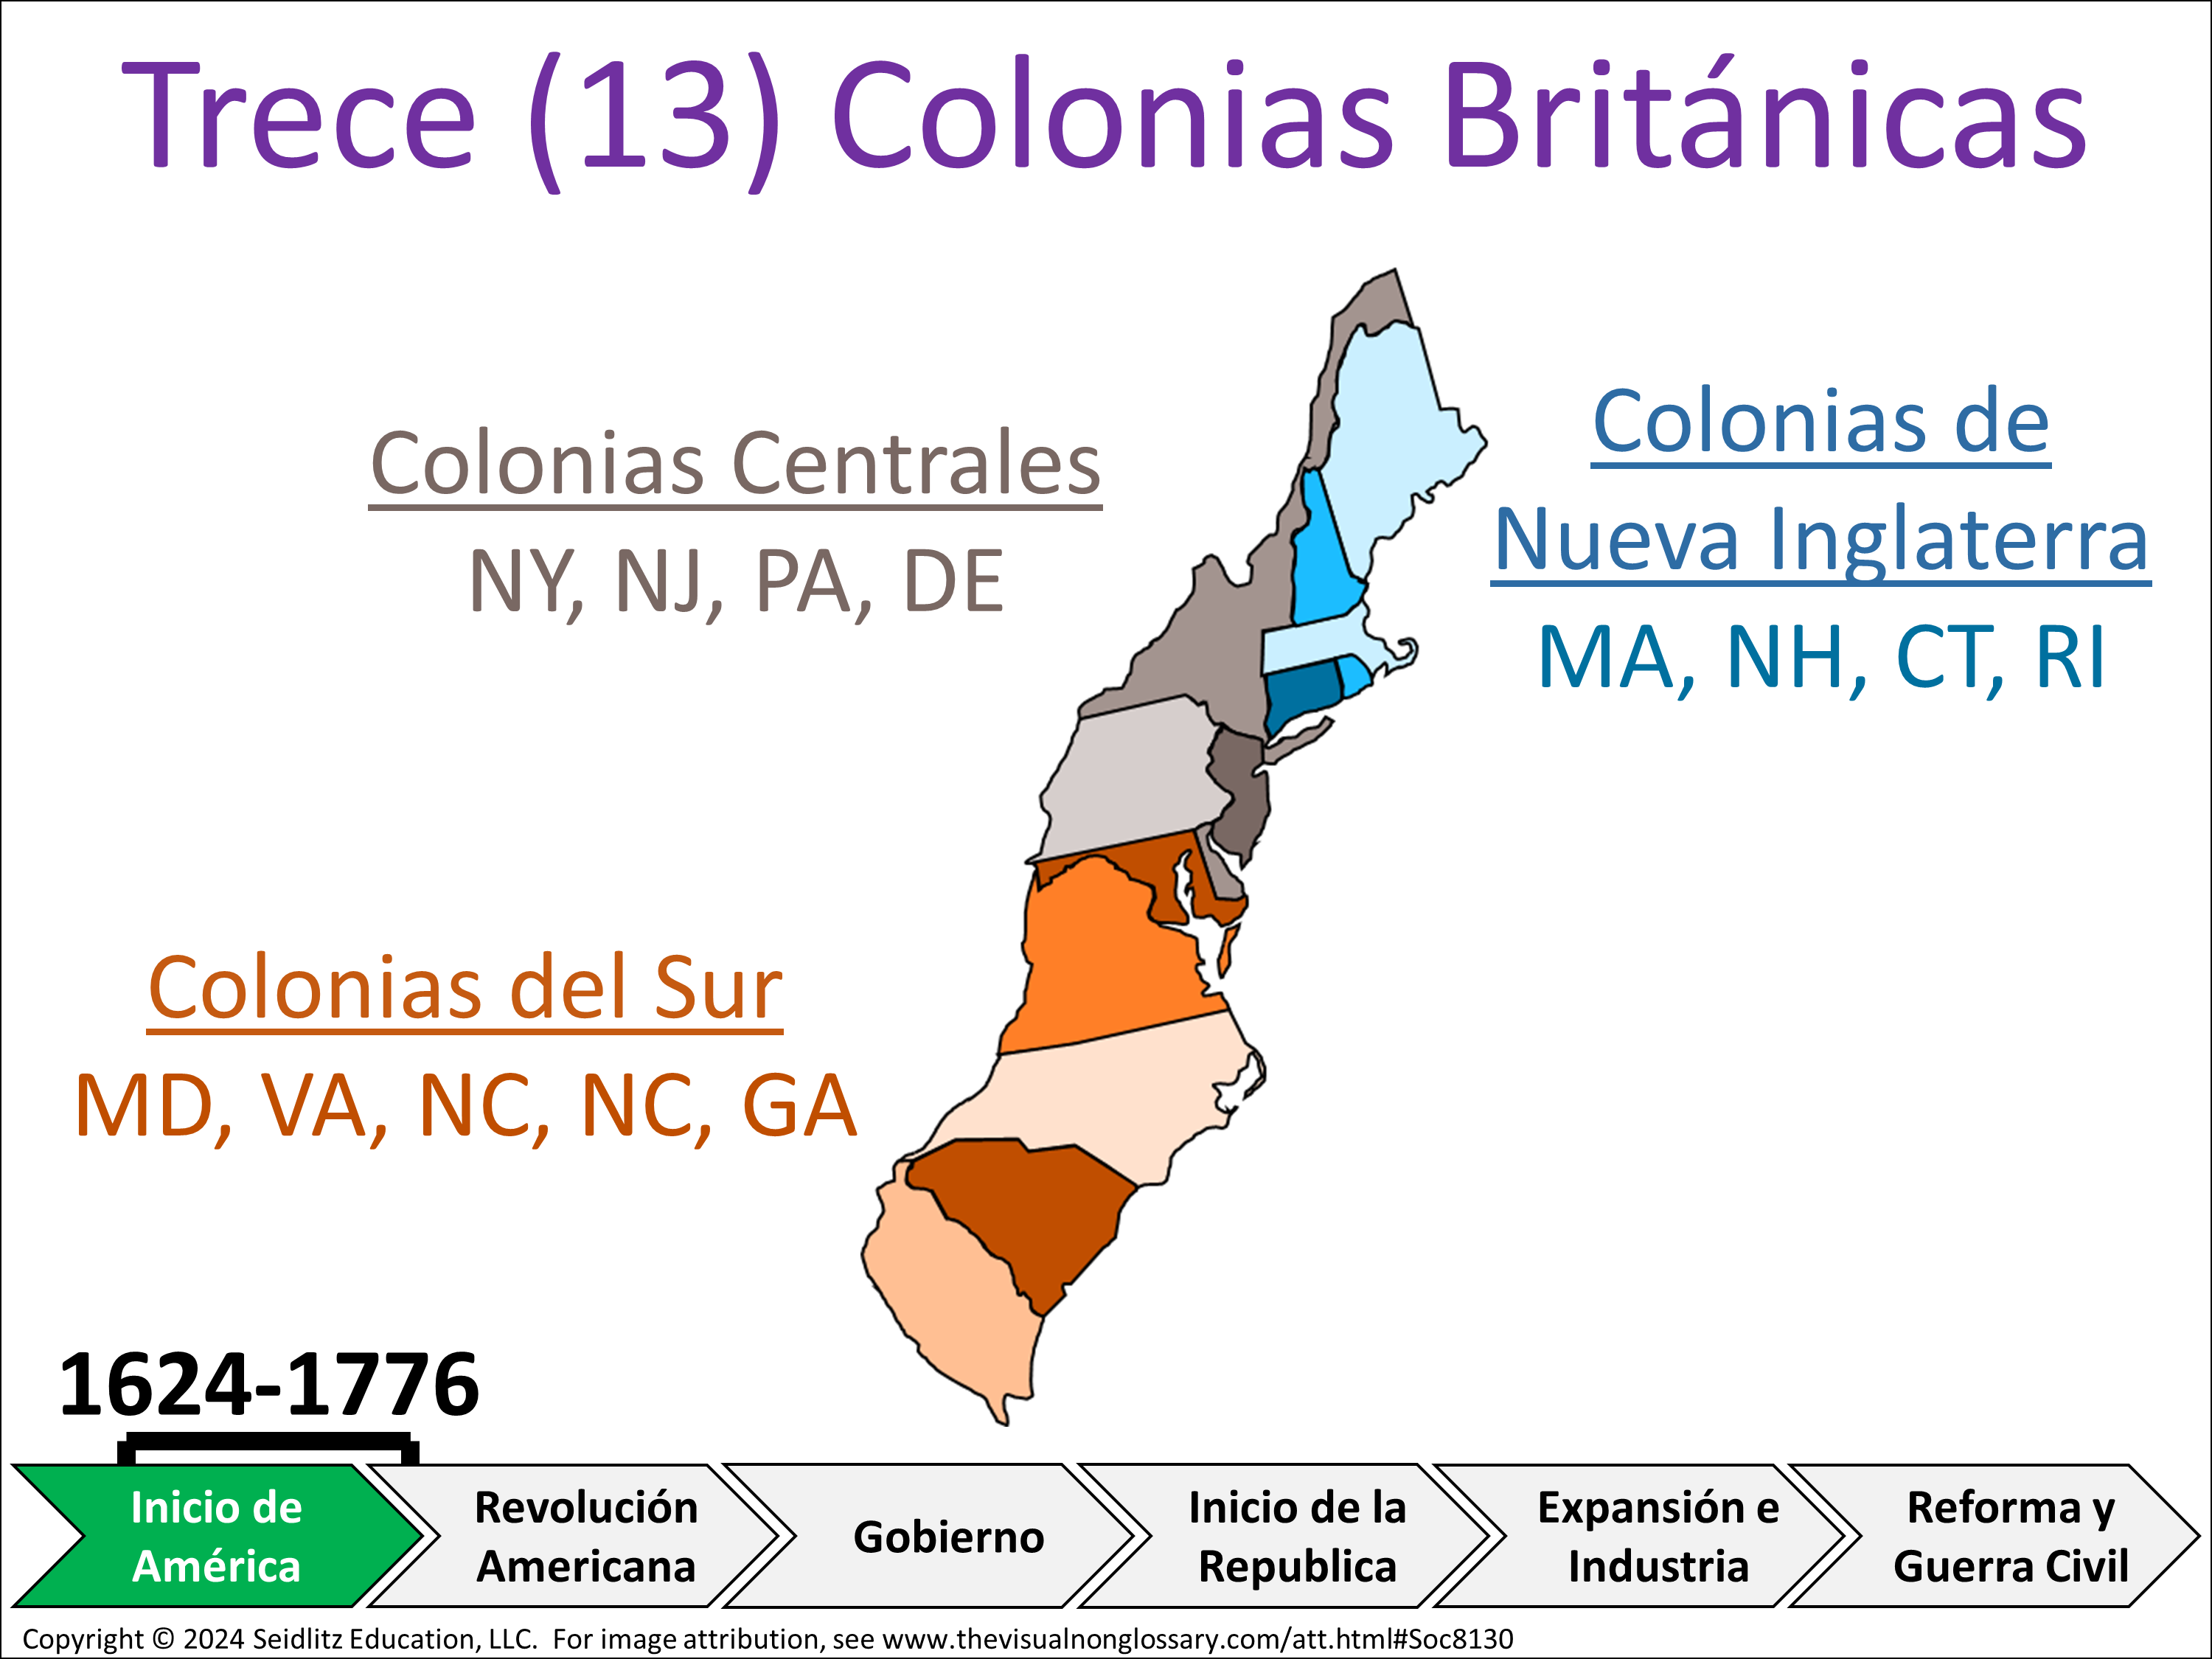 Trece (13) Colonias Británicas
Colonias Centrales
NY, NJ, PA, DE
Colonias de
Nueva Inglaterra
MA, NH, CT, RI
Colonias del Sur
MD, VA, NC, NC, GA
1624-1776
Inicio de
América
Revolución
Americana
Gobierno
Inicio de la
Republica
Expansión e
Industria
Reforma y
Guerra Civil
Copyright © 2024 Seidlitz Education, LLC.  For image attribution, see www.thevisualnonglossary.com/att.html#Soc8130